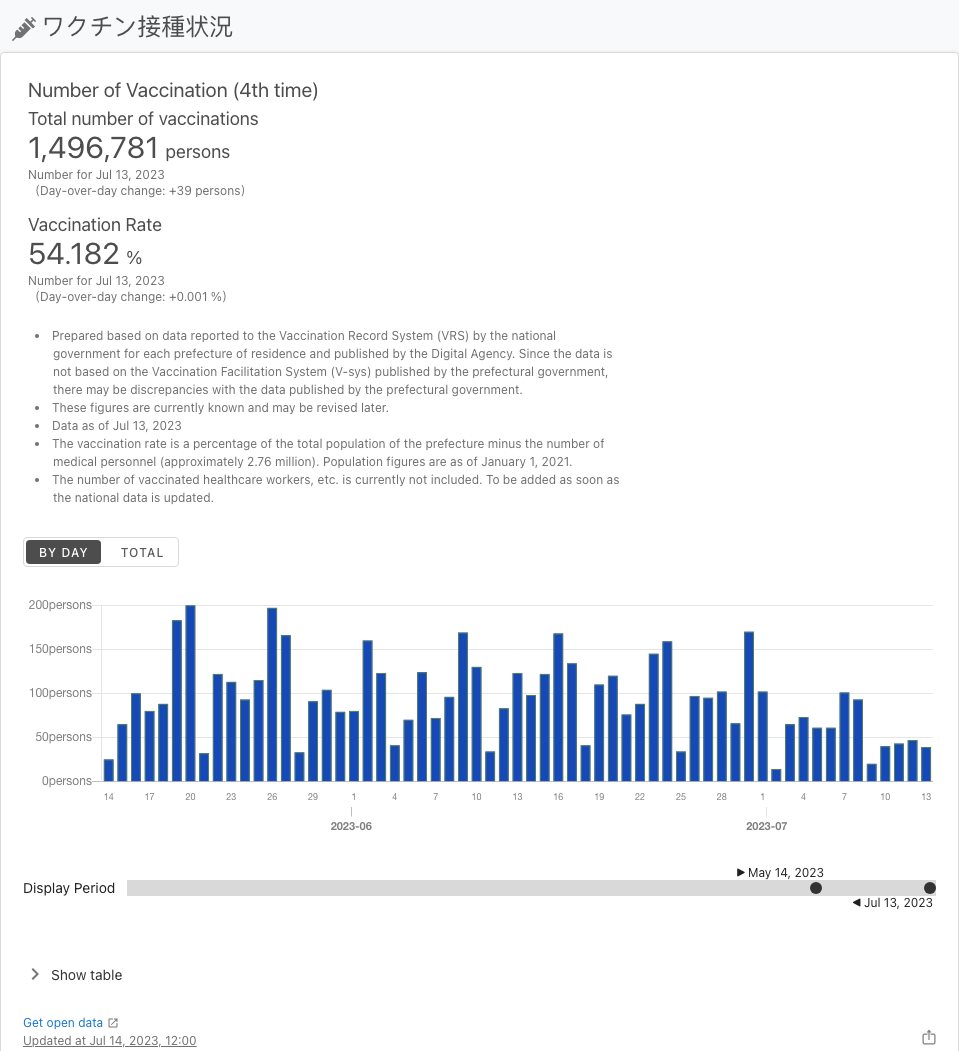 ワクチン接種状況
Number of Vaccination (4th time)
Total number of vaccinations
1,496,781 persons
Number for Jul 13, 2023
(Day-over-day change: +39 persons)
Vaccination Rate
54.182 %
Number for Jul 13, 2023
(Day-over-day change: +0.001 %)
• Prepared based on data reported to the Vaccination Record System (VRS) by the national
government for each prefecture of residence and published by the Digital Agency. Since the data is
not based on the Vaccination Facilitation System (V-sys) published by the prefectural government,
there may be discrepancies with the data published by the prefectural government.
• These figures are currently known and may be revised later.
• Data as of Jul 13, 2023
• The vaccination rate is a percentage of the total population of the prefecture minus the number of
medical personnel (approximately 2.76 million). Population figures are as of January 1, 2021.
• The number of vaccinated healthcare workers, etc. is currently not included. To be added as soon as
the national data is updated.
BY DAY TOTAL
200persons
150persons
100persons
50persons
0persons
14 17 20 23 26 29 1 4 7 10 13 16 19 22 25 28 1 4 7 10 13
2023-06 2023-07
▶ May 14, 2023
Display Period
◀ Jul 13, 2023
Show table
Get open data
Updated at Jul 14, 2023, 12:00